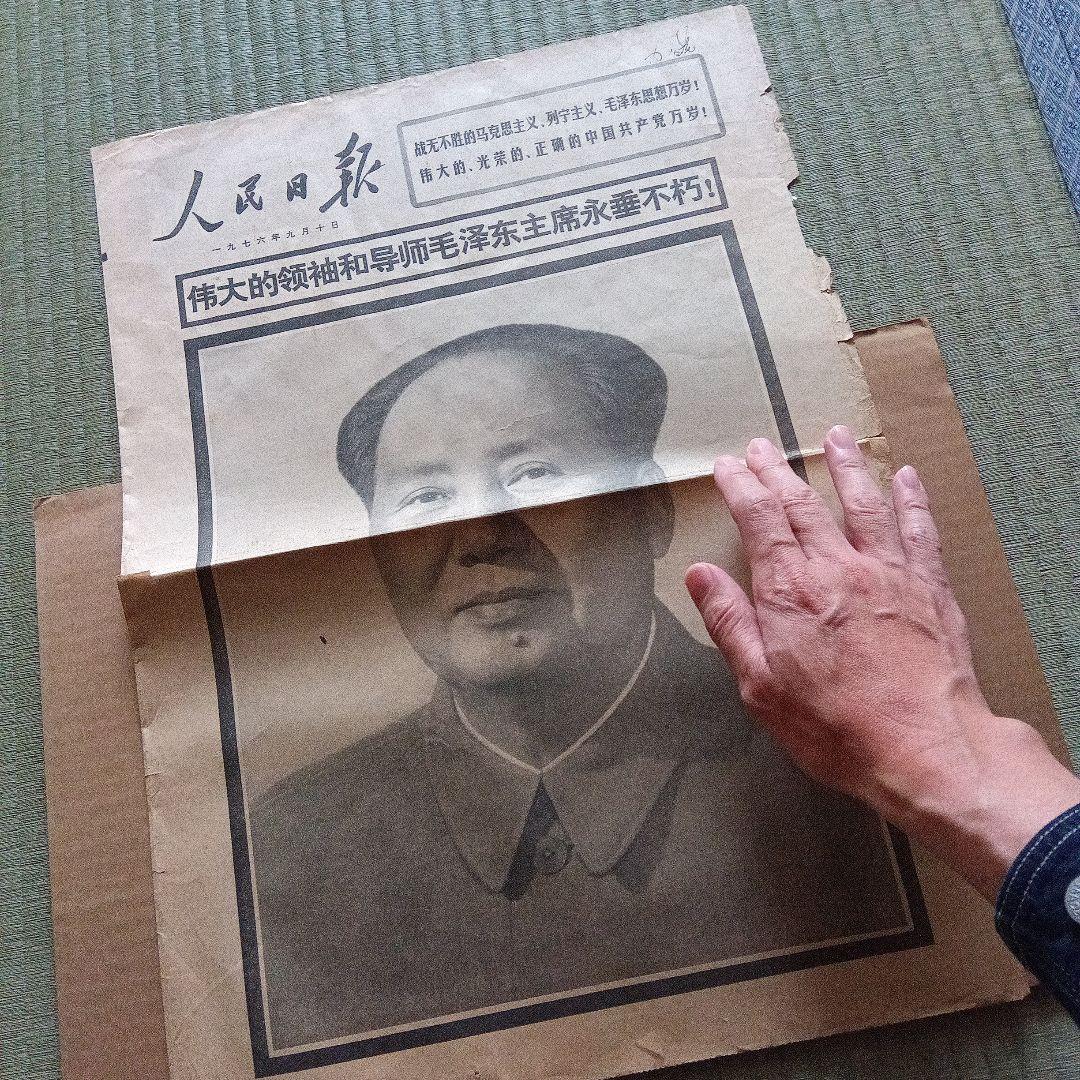 战无不胜的马克思主义、列宁主义、毛泽东思想万岁!
伟大的、光荣的、正确的中国共产党万岁!
人民日报
一九七六年九月十日
伟大的领袖和导师毛泽东主席永垂不朽!